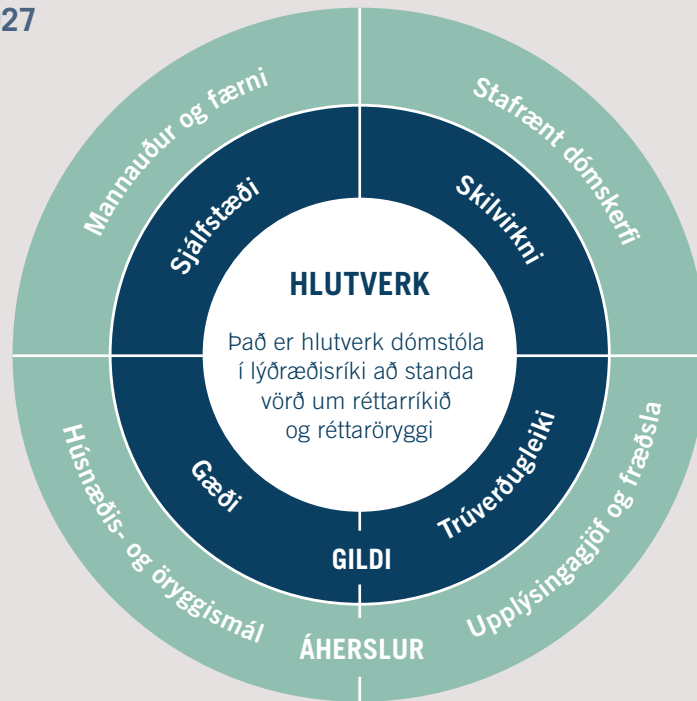 27
Mannauður og færni
Stafrænt dómskerfi
Sjálfstæði
Skilvirkni
HLUTVERK
Það er hlutverk dómstóla
í lýðræðisríki að standa
vörð um réttarríkið
og réttaröryggi
Gæði
Trúverðugleiki
GILDI
Húsnæðis- og öryggismál
Upplýsingagjöf og fræðsla
ÁHERSLUR